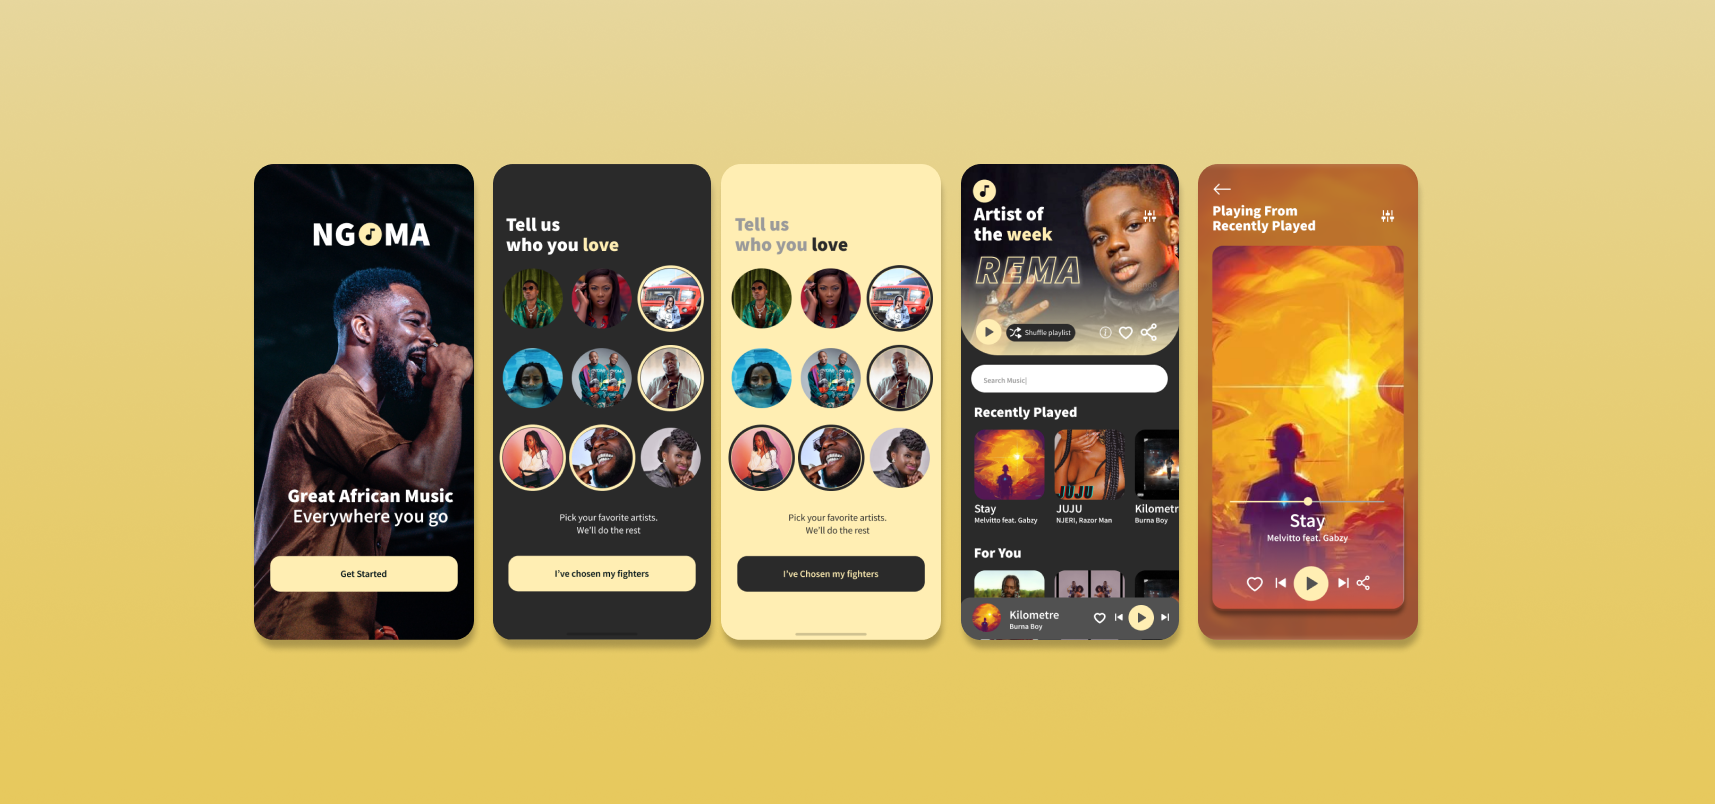 NGOMA
Great African Music
Everywhere you go
Get Started
Tell us
who you love
Pick your favorite artists.
We'll do the rest
I've chosen my fighters
Tell us
who you love
Pick your favorite artists.
We'll do the rest
I've Chosen my fighters
Artist of
the week
REMA
Shuffle playlist
Search Music|
Recently Played
JUJU
Stay
Melvitto feat. Gabzy
JUJU
NJERI, Razor Man
Kilometr
Burna Boy
For You
Kilometre
Burna Boy
Playing From
Recently Played
Stay
Melvitto feat. Gabzy